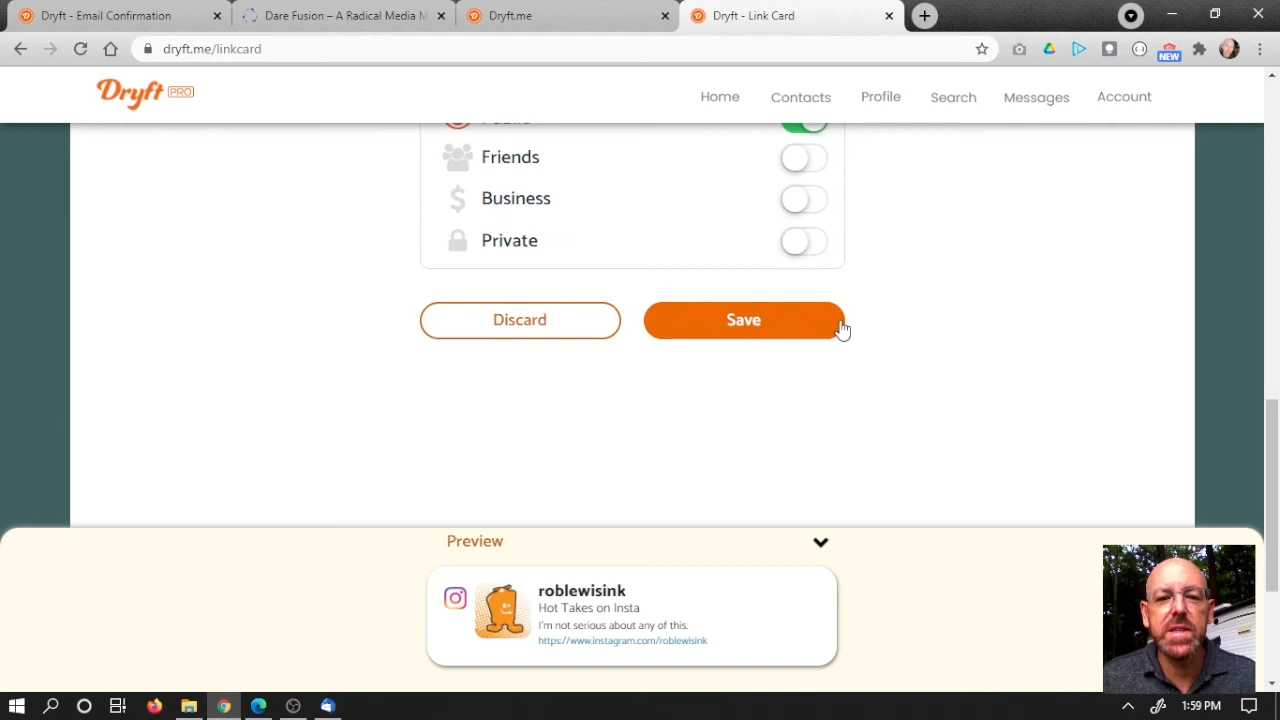 Dryft - Email Confirmation
Dare Fusion – A Radical Media M
Dryft.me
Dryft - Link Card
dryft.me/linkcard
NEW
Dryft PRO
Home
Contacts
Profile
Search
Messages
Account
Public
Friends
Business
Private
Discard
Save
Preview
roblewisink
Hot Takes on Insta
I'm not serious about any of this.
https://www.instagram.com/roblewisink
1:59 PM